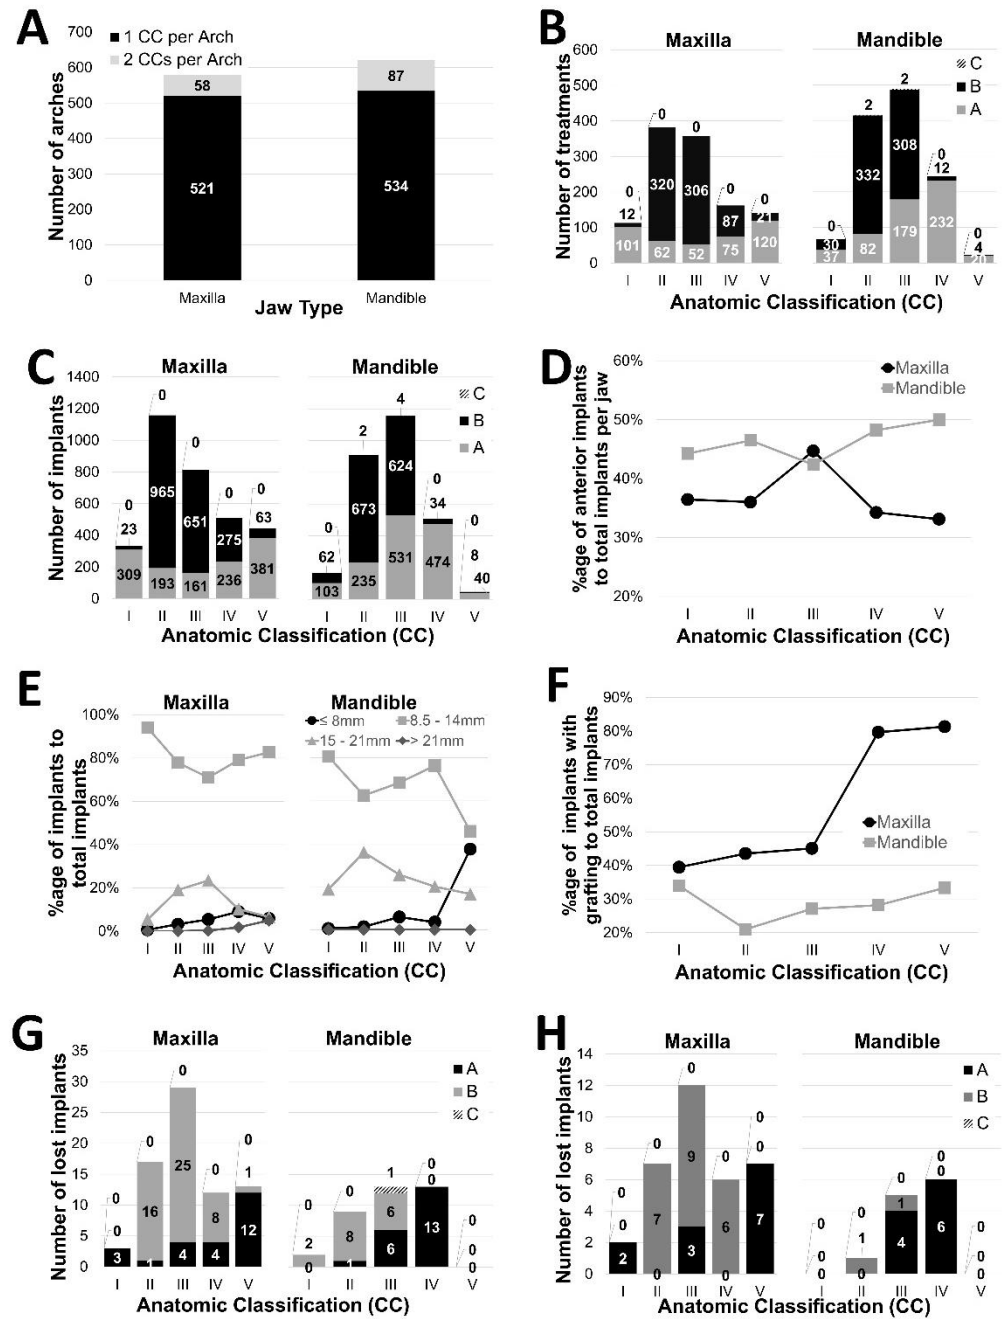 A
700
600
500
400
300
200
100
0
Number of arches
1 CC per Arch
2 CCs per Arch
58
521
87
534
Maxilla
Mandible
Jaw Type
B
Maxilla
Mandible
600
500
400
300
200
100
0
Number of treatments
C
B
A
0
12
101
0
320
62
0
306
52
0
87
75
0
21
120
0
30
37
2
332
82
2
308
179
0
12
232
0
4
20
I II III IV V
I II III IV V
Anatomic Classification (CC)
C
Maxilla
Mandible
1400
1200
1000
800
600
400
200
0
Number of implants
C
B
A
0
23
309
0
965
193
0
651
161
0
275
236
0
63
381
0
62
103
2
673
235
4
624
531
0
34
474
0
8
40
I II III IV V
I II III IV V
Anatomic Classification (CC)
D
60%
50%
40%
30%
20%
%age of anterior implants
to total implants per jaw
Maxilla
Mandible
I II III IV V
Anatomic Classification (CC)
E
Maxilla
Mandible
100%
80%
60%
40%
20%
0%
%age of implants to
total implants
≤ 8mm
8.5 - 14mm
15 - 21mm
> 21mm
I II III IV V
I II III IV V
Anatomic Classification (CC)
F
90%
80%
70%
60%
50%
40%
30%
20%
%age of implants with
grafting to total implants
Maxilla
Mandible
I II III IV V
Anatomic Classification (CC)
G
Maxilla
Mandible
35
30
25
20
15
10
5
0
Number of lost implants
A
B
C
0
0
3
0
16
1
0
25
4
0
8
4
0
1
12
0
2
0
0
8
1
1
6
6
0
0
13
0
0
0
I II III IV V
I II III IV V
Anatomic Classification (CC)
H
Maxilla
Mandible
14
12
10
8
6
4
2
0
Number of lost implants
A
B
C
0
0
2
0
7
0
0
9
3
0
6
0
0
0
7
0
0
0
0
1
0
0
1
4
0
0
6
0
0
0
I II III IV V
I II III IV V
Anatomic Classification (CC)